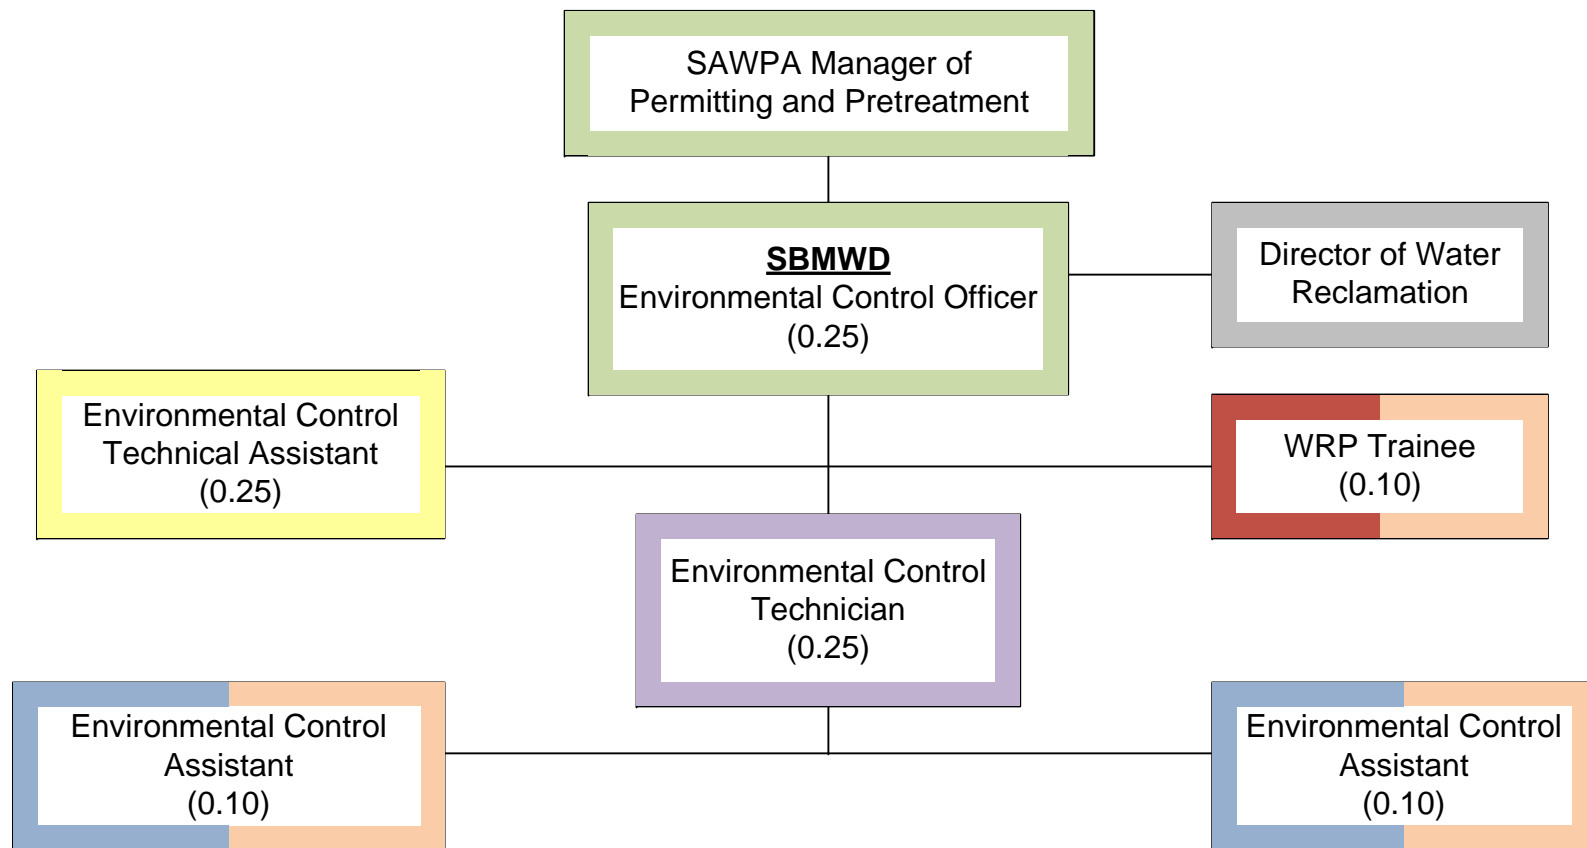 SAWPA Manager of
Permitting and Pretreatment
SBMWD
Environmental Control Officer
(0.25)
Director of Water
Reclamation
Environmental Control
Technical Assistant
(0.25)
WRP Trainee
(0.10)
Environmental Control
Technician
(0.25)
Environmental Control
Assistant
(0.10)
Environmental Control
Assistant
(0.10)